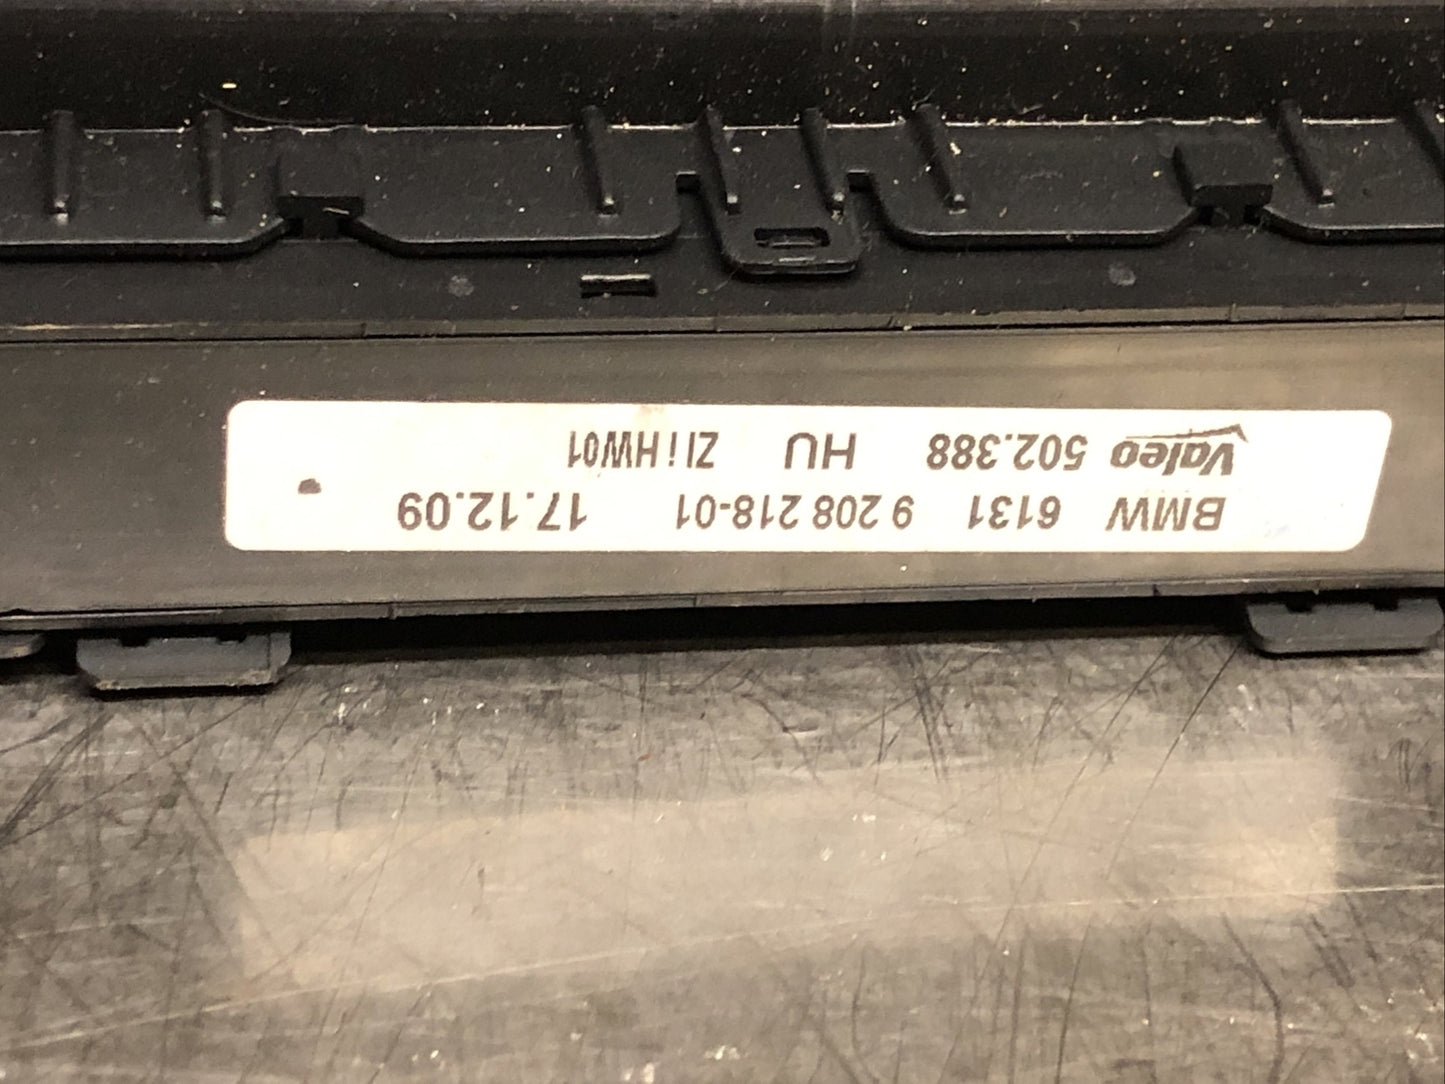 BMW 6131 9 208 218-01 17.12.09
Valeo 502.388 HU ZI i HW01